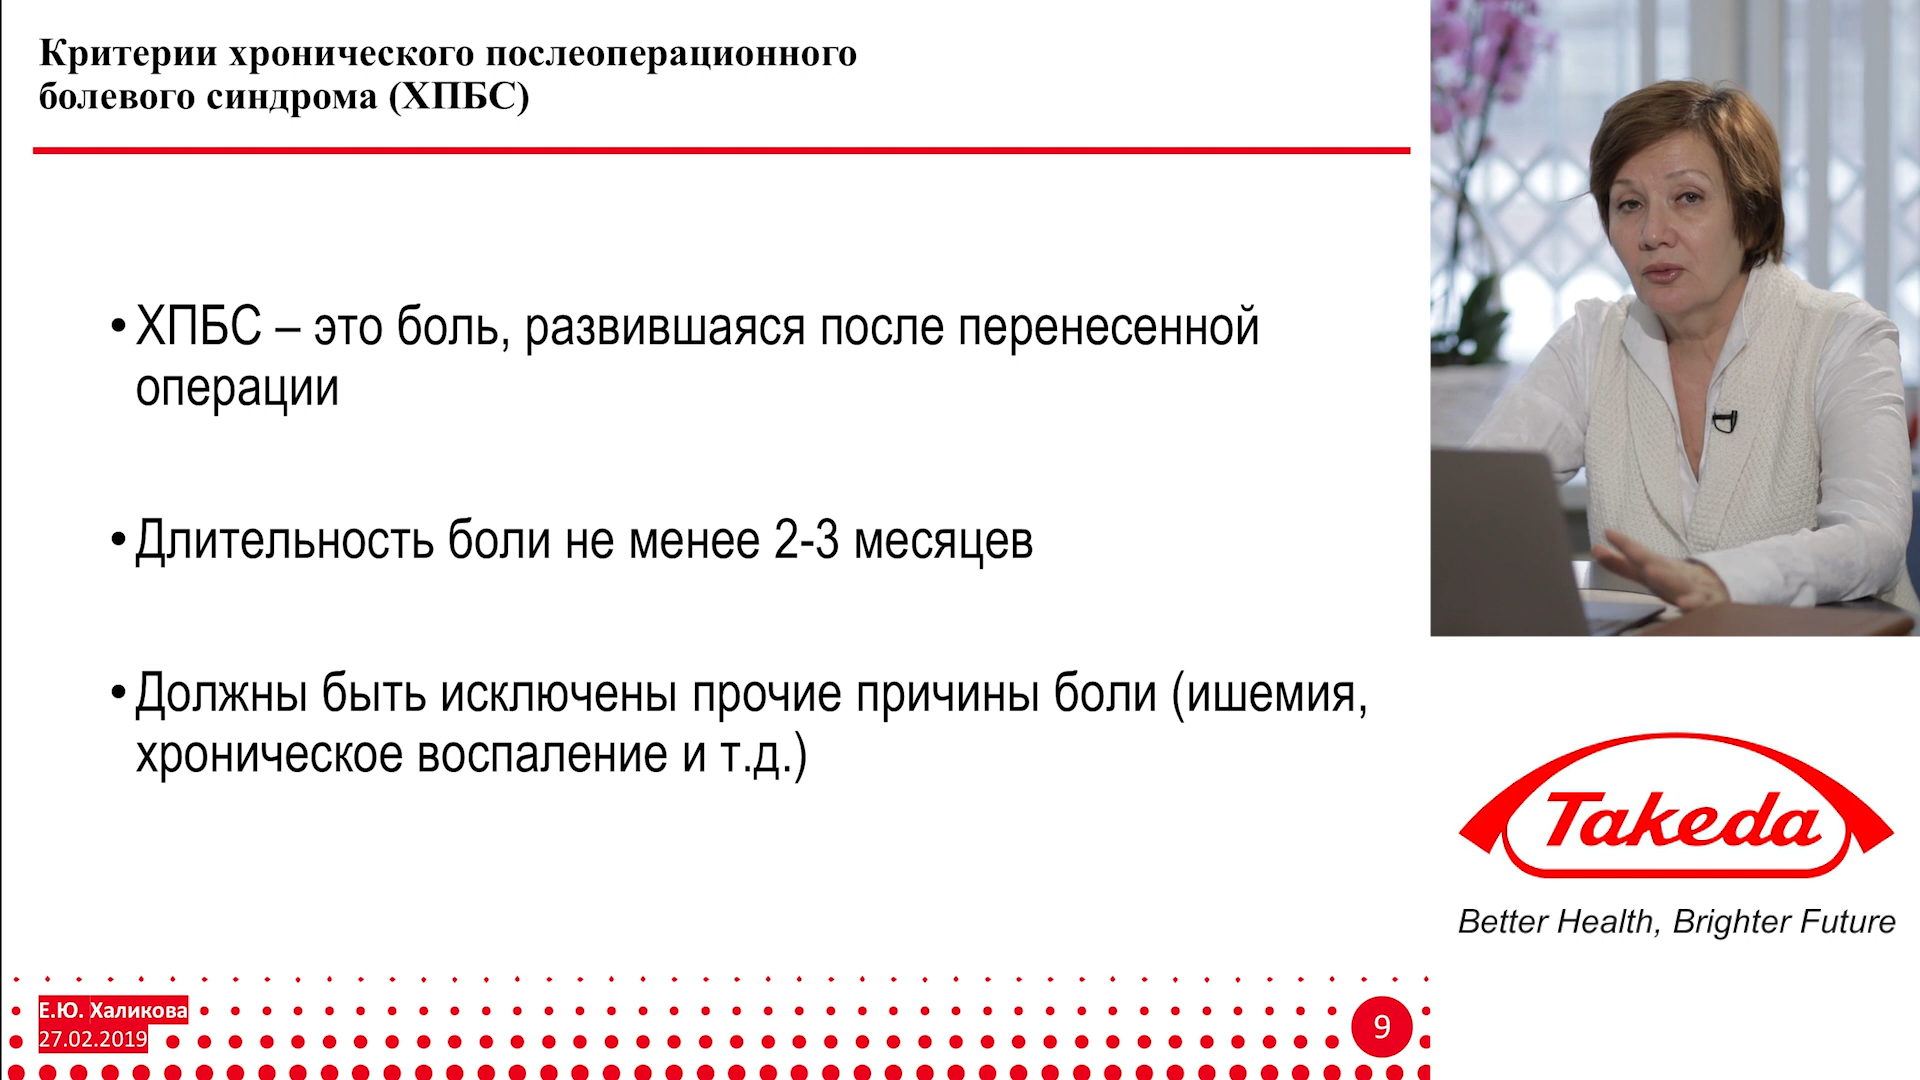 Критерии хронического послеоперационного
болевого синдрома (ХПБС)
• ХПБС – это боль, развившаяся после перенесенной
операции
• Длительность боли не менее 2-3 месяцев
• Должны быть исключены прочие причины боли (ишемия,
хроническое воспаление и т.д.)
Takeda
Better Health, Brighter Future
Е.Ю. Халикова
27.02.2019
9